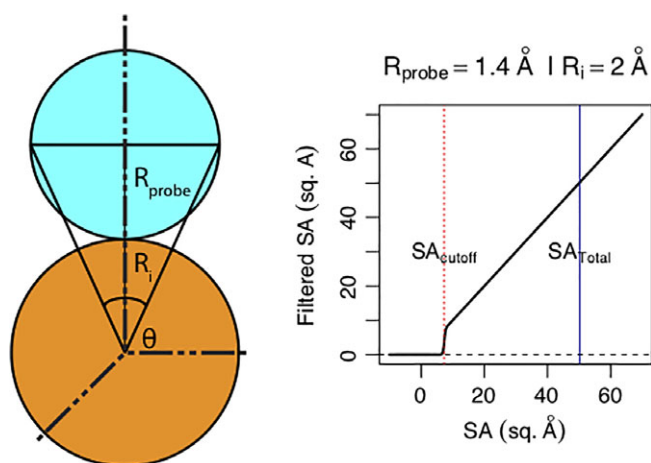 R_probe
R_i
θ
R_probe = 1.4 Å | R_i = 2 Å
Filtered SA (sq. A)
60
40
20
0
SA_cutoff
SA_Total
0
20
40
60
SA (sq. Å)